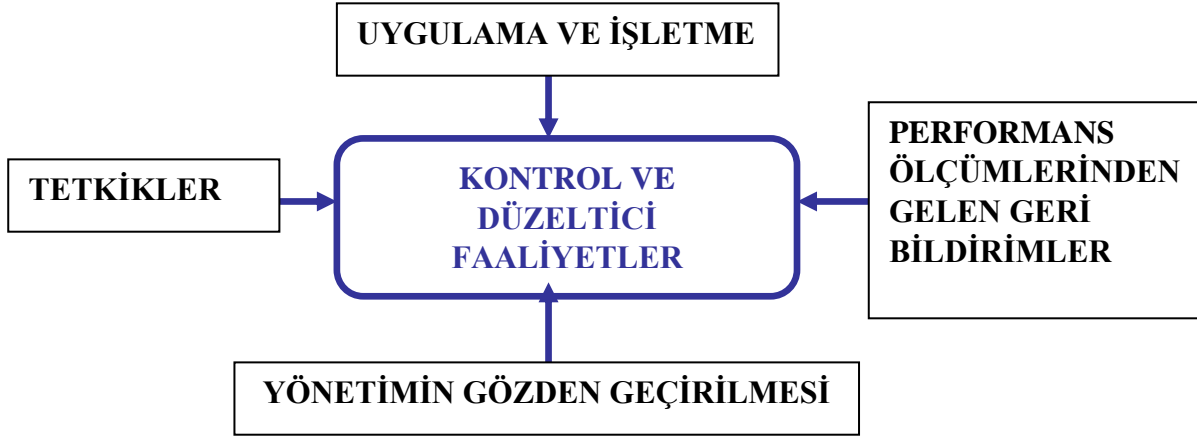 UYGULAMA VE İŞLETME
TETKİKLER
KONTROL VE
DÜZELTİCİ
FAALİYETLER
PERFORMANS
ÖLÇÜMLERİNDEN
GELEN GERİ
BİLDİRİMLER
YÖNETİMİN GÖZDEN GEÇİRİLMESİ